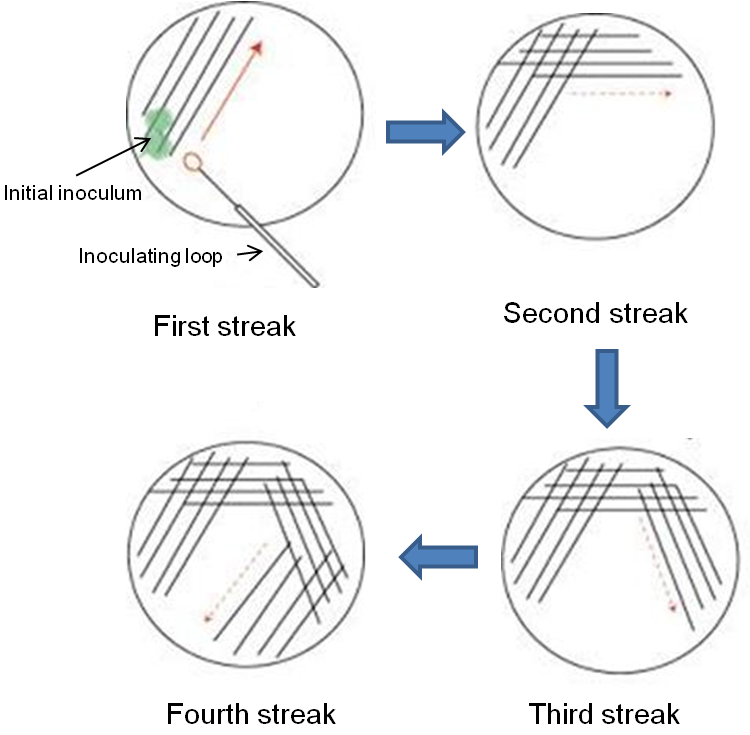 Initial inoculum
Inoculating loop
First streak
Second streak
Fourth streak
Third streak